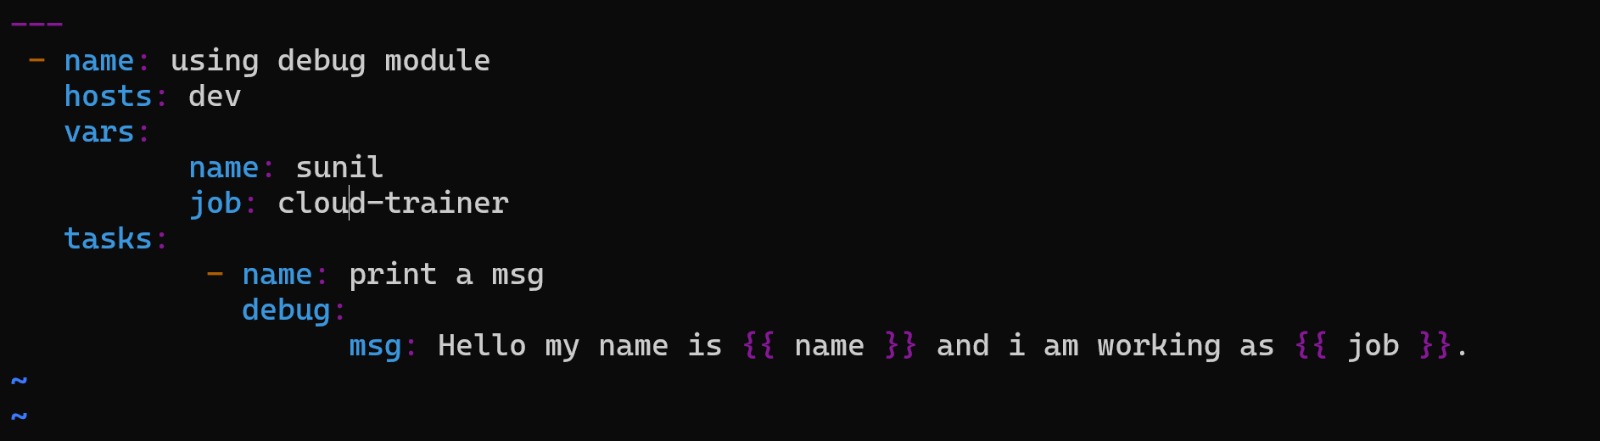 ---
 - name: using debug module
   hosts: dev
   vars:
          name: sunil
          job: cloud-trainer
   tasks:
           - name: print a msg
             debug:
                   msg: Hello my name is {{ name }} and i am working as {{ job }}.
~
~